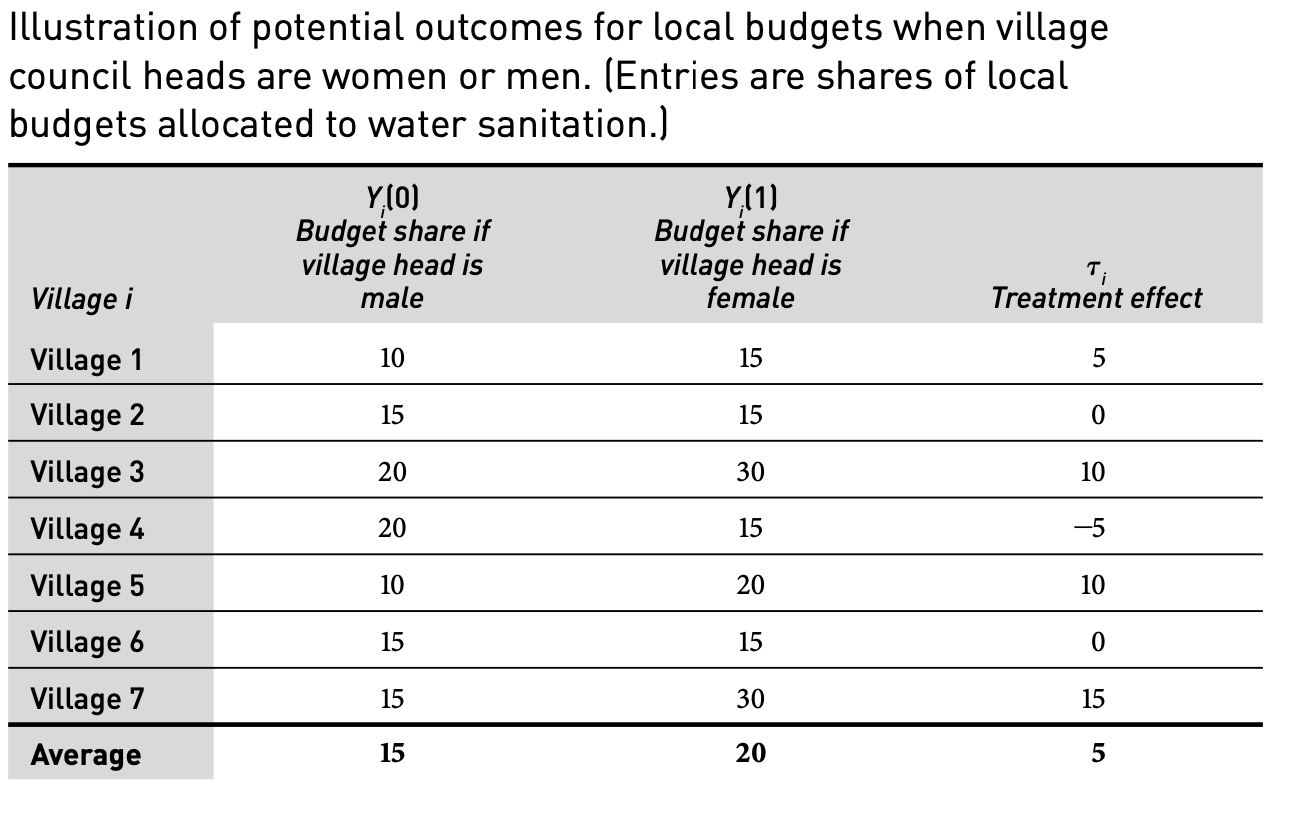 Illustration of potential outcomes for local budgets when village
council heads are women or men. (Entries are shares of local
budgets allocated to water sanitation.)
Village i
Yi(0)
Budget share if
village head is
male
Yi(1)
Budget share if
village head is
female
τi
Treatment effect
Village 1 10 15 5
Village 2 15 15 0
Village 3 20 30 10
Village 4 20 15 −5
Village 5 10 20 10
Village 6 15 15 0
Village 7 15 30 15
Average 15 20 5